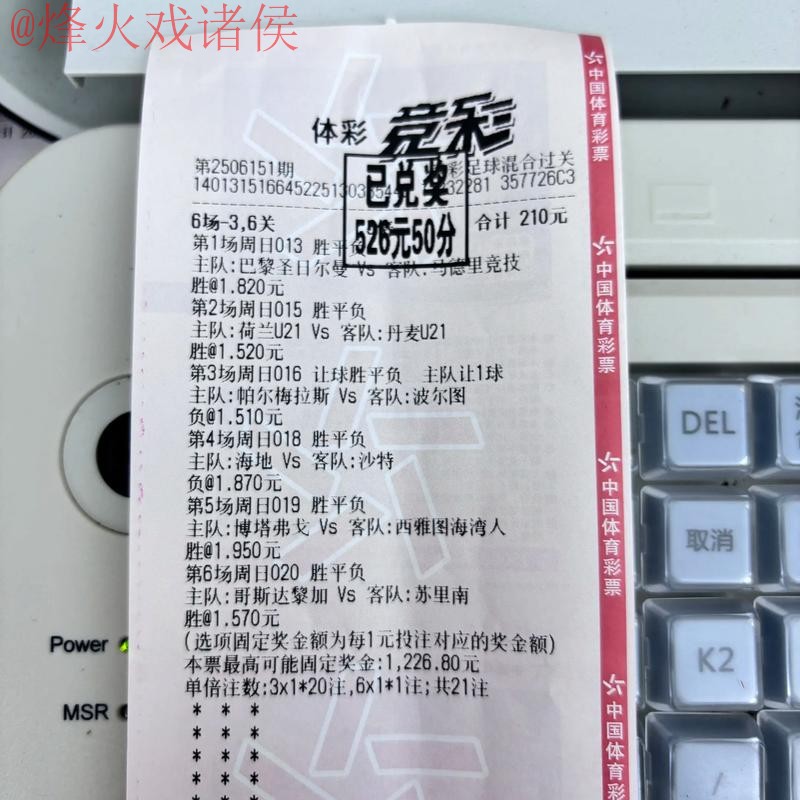 @烽火戏诸侯
体彩 竞彩
第2506151期
竞彩足球混合过关
357726C3
已兑奖
526元50分
6场-3,6关
合计 210元
第1场周日013 胜平负
主队:巴黎圣日尔曼 Vs 客队:马德里竞技
胜@1.820元
第2场周日015 胜平负
主队:荷兰U21 Vs 客队:丹麦U21
胜@1.520元
第3场周日016 让球胜平负 主队让1球
主队:帕尔梅拉斯 Vs 客队:波尔图
负@1.510元
第4场周日018 胜平负
主队:海地 Vs 客队:沙特
负@1.870元
第5场周日019 胜平负
主队:博塔弗戈 Vs 客队:西雅图海湾人
胜@1.950元
第6场周日020 胜平负
主队:哥斯达黎加 Vs 客队:苏里南
胜@1.570元
(选项固定奖金额为每1元投注对应的奖金额)
本票最高可能固定奖金:1,226.80元
单倍注数:3x1*20注,6x1*1注;共21注
* * *
* * *
* * *
* * *
* * *
中国体育彩票
中国体育彩票
中国体育彩票
中国体育彩
Power
MSR
DEL
取消
K2
/